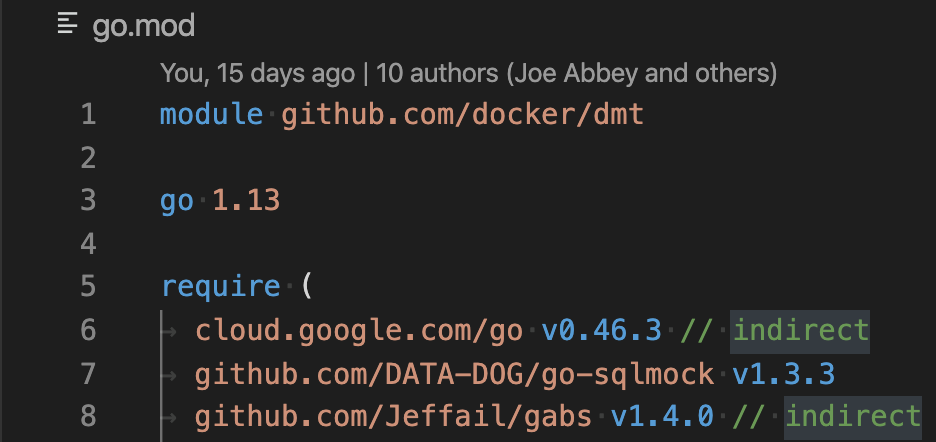 go.mod
You, 15 days ago | 10 authors (Joe Abbey and others)
1 module github.com/docker/dmt
2
3 go 1.13
4
5 require (
6 cloud.google.com/go v0.46.3 // indirect
7 github.com/DATA-DOG/go-sqlmock v1.3.3
8 github.com/Jeffail/gabs v1.4.0 // indirect